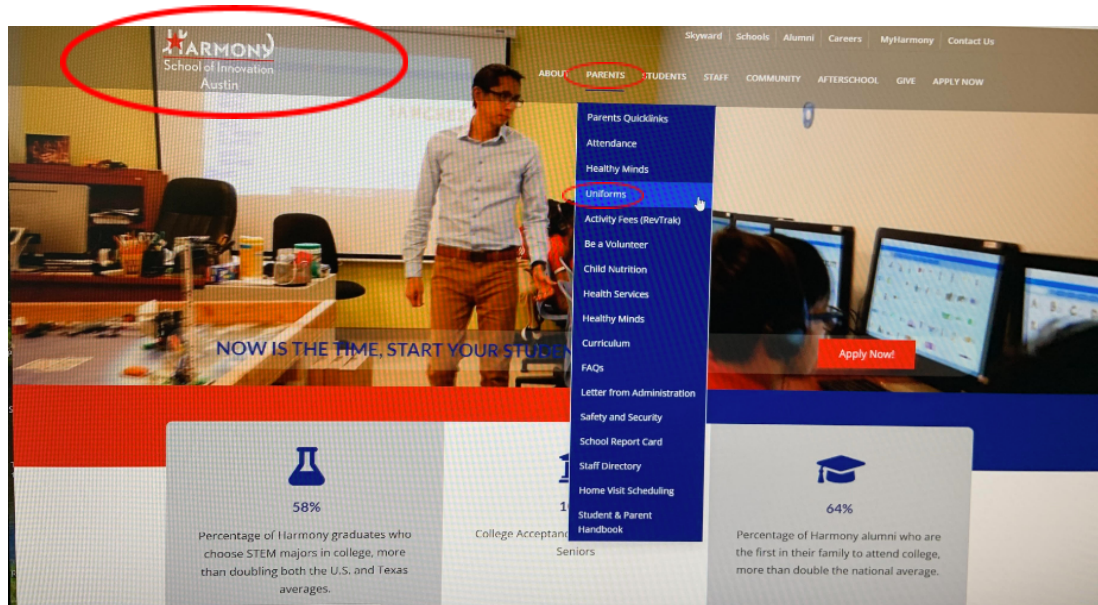 HARMONY
School of Innovation
Austin
Skyward Schools Alumni Careers MyHarmony Contact Us
ABOUT PARENTS STUDENTS STAFF COMMUNITY AFTERSCHOOL GIVE APPLY NOW
Parents Quicklinks
Attendance
Healthy Minds
Uniforms
Activity Fees (RevTrak)
Be a Volunteer
Child Nutrition
Health Services
Healthy Minds
Curriculum
FAQs
Letter from Administration
Safety and Security
School Report Card
Staff Directory
Home Visit Scheduling
Student & Parent
Handbook
NOW IS THE TIME, START YOUR STUDEN
Apply Now!
58%
Percentage of Harmony graduates who
choose STEM majors in college, more
than doubling both the U.S. and Texas
averages.
College Acceptanc
Seniors
64%
Percentage of Harmony alumni who are
the first in their family to attend college,
more than double the national average.